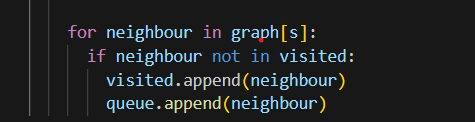 for neighbour in graph[s]:
if neighbour not in visited:
visited.append(neighbour)
queue.append(neighbour)